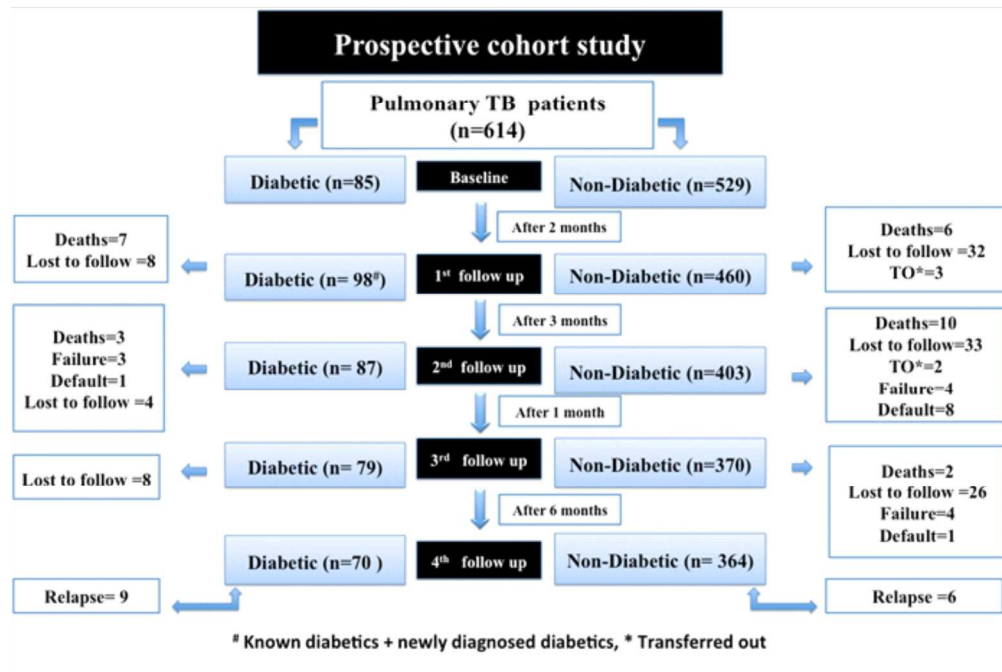 Prospective cohort study
Pulmonary TB patients
(n=614)
Diabetic (n=85)
Baseline
Non-Diabetic (n=529)
After 2 months
Deaths=7
Lost to follow =8
Diabetic (n= 98#)
1st follow up
Non-Diabetic (n=460)
Deaths=6
Lost to follow =32
TO*=3
After 3 months
Deaths=3
Failure=3
Default=1
Lost to follow =4
Diabetic (n= 87)
2nd follow up
Non-Diabetic (n=403)
Deaths=10
Lost to follow=33
TO*=2
Failure=4
Default=8
After 1 month
Lost to follow =8
Diabetic (n= 79)
3rd follow up
Non-Diabetic (n=370)
Deaths=2
Lost to follow =26
Failure=4
Default=1
After 6 months
Diabetic (n=70 )
4th follow up
Non-Diabetic (n= 364)
Relapse= 9
Relapse =6
# Known diabetics + newly diagnosed diabetics, * Transferred out